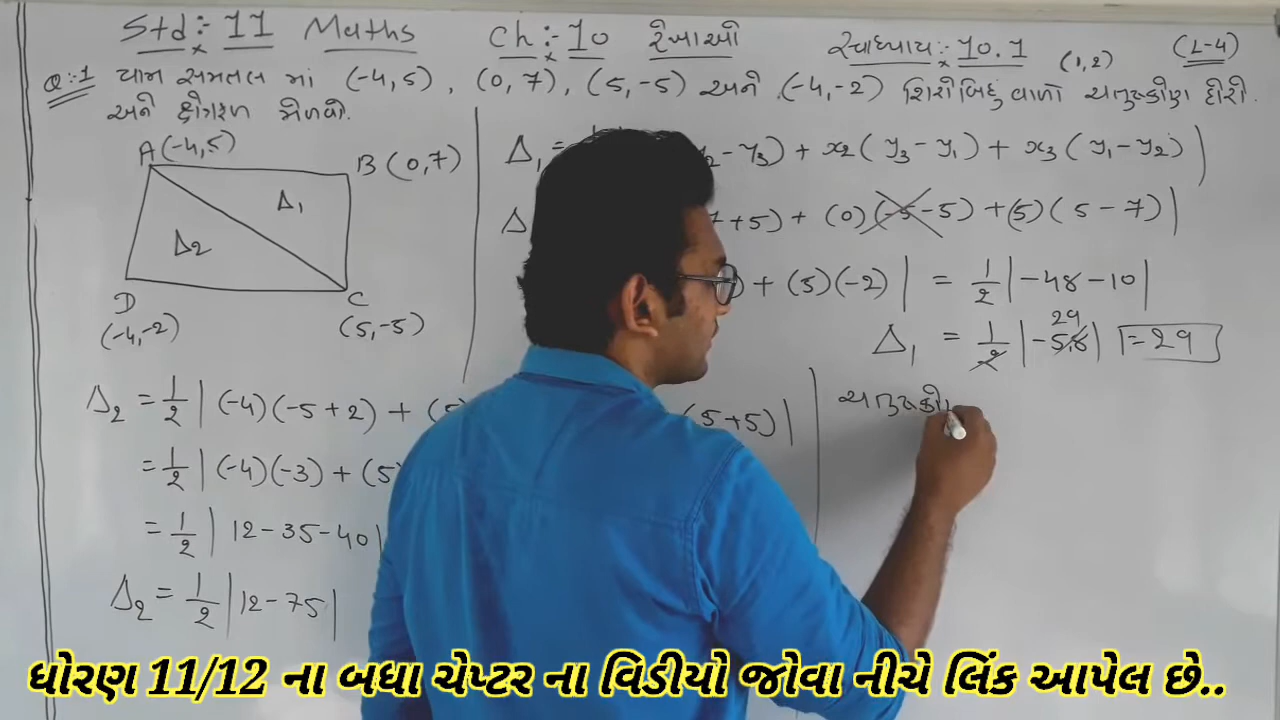 Std :- 11 Maths Ch :- 10 રેખાઓ સ્વાધ્યાય :- 10.1 (1,2) (L-4)
Q:-1 યામ સમતલ માં (-4,5), (0,7), (5,-5) અને (-4,-2) શિરોબિંદુ વાળો ચતુષ્કોણ દોરી
અને ક્ષેત્રફળ મેળવો.
A(-4,5)
B(0,7)
Δ1
Δ2
D
(-4,-2)
C
(5,-5)
Δ1 = y2-y3) + x2(y3-y1) + x3(y1-y2)|
7+5) + (0)(-5-5) + (5)(5-7)|
) + (5)(-2)| = 1/2|-48-10|
29
Δ1 = 1/2|-58| = 29
Δ2 = 1/2|(-4)(-5+2) + (5) (5+5)|
= 1/2|(-4)(-3) + (5)
= 1/2|12-35-40|
Δ2 = 1/2|12-75|
ચતુષ્કો
ધોરણ 11/12 ના બધા ચેપ્ટર ના વિડીયો જોવા નીચે લિંક આપેલ છે..